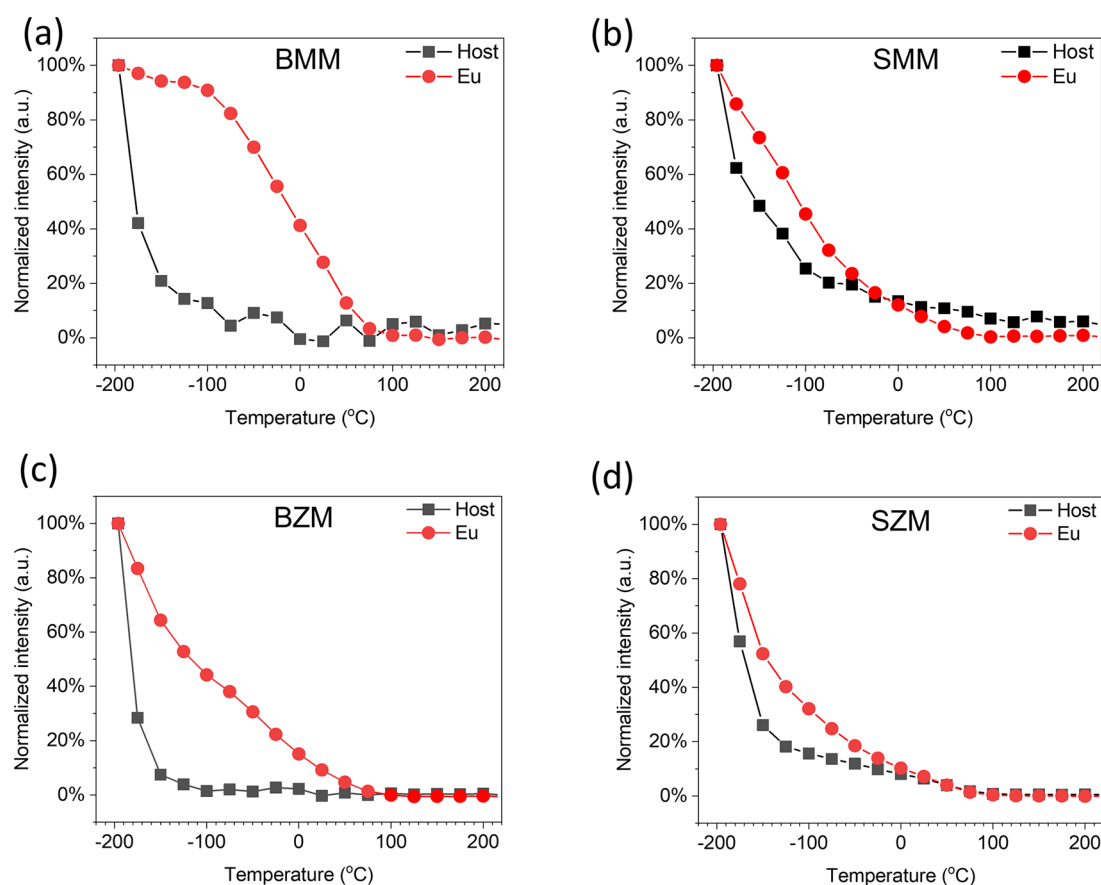 (a)
BMM
Host
Eu
100%
80%
60%
40%
20%
0%
Normalized intensity (a.u.)
-200
-100
0
100
200
Temperature (°C)
(b)
SMM
Host
Eu
100%
80%
60%
40%
20%
0%
Normalized intensity (a.u.)
-200
-100
0
100
200
Temperature (°C)
(c)
BZM
Host
Eu
100%
80%
60%
40%
20%
0%
Normalized intensity (a.u.)
-200
-100
0
100
200
Temperature (°C)
(d)
SZM
Host
Eu
100%
80%
60%
40%
20%
0%
Normalized intensity (a.u.)
-200
-100
0
100
200
Temperature (°C)